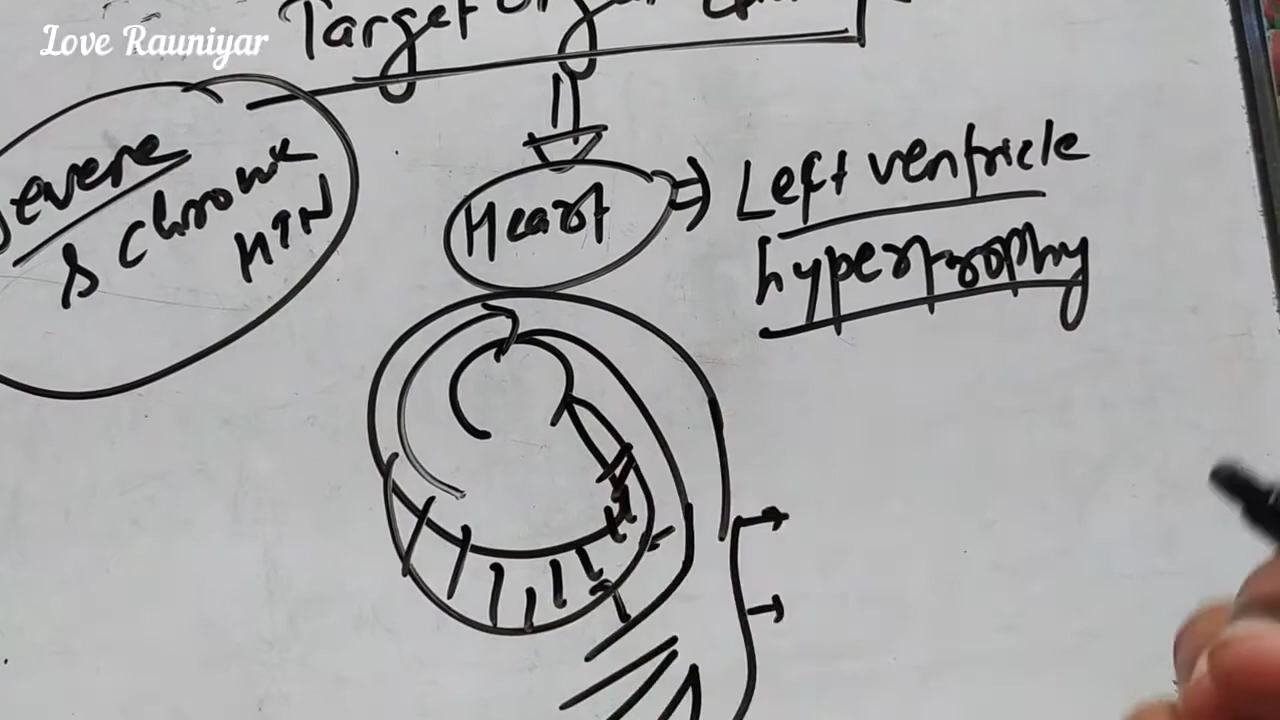 Love Rauniyar
Target
Severe
& Chronic
HTN
Heart
=> Left ventricle
hypertrophy